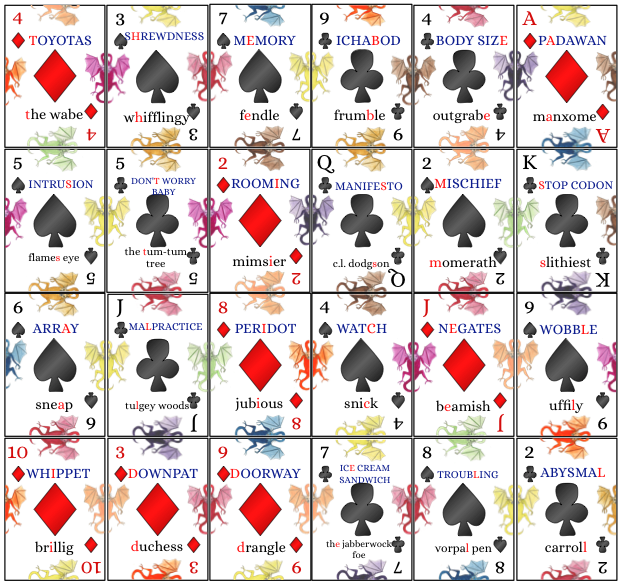 4 3 7 9 4 A
TOYOTAS SHREWDNESS MEMORY ICHABOD BODY SIZE PADAWAN
the wabe whifflingy fendle frumble outgrabe manxome
4 3 7 9 4 A
5 5 2 Q 2 K
INTRUSION DON'T WORRY BABY ROOMING MANIFESTO MISCHIEF STOP CODON
flames eye the tum-tum tree mimsier c.l. dodgson momerath slithiest
5 5 2 Q 2 K
6 J 8 4 J 9
ARRAY MALPRACTICE PERIDOT WATCH NEGATES WOBBLE
sneap tulgey woods jubious snick beamish uffily
6 J 8 4 J 9
10 3 9 7 8 2
WHIPPET DOWNPAT DOORWAY ICE CREAM SANDWICH TROUBLING ABYSMAL
brillig duchess drangle the jabberwock foe vorpal pen carroll
10 3 9 7 8 2